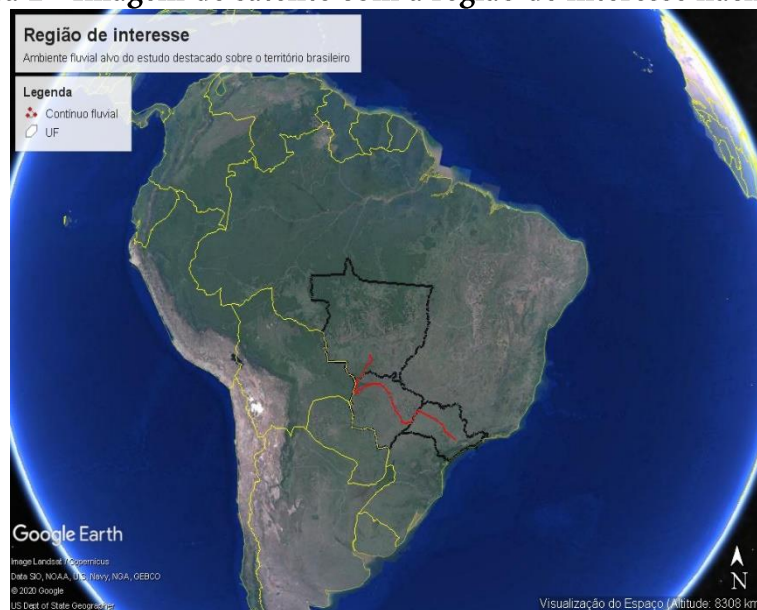 Região de interesse
Ambiente fluvial alvo do estudo destacado sobre o território brasileiro
Legenda
Contínuo fluvial
UF
Google Earth
Image Landsat / Copernicus
Data SIO, NOAA, U.S. Navy, NGA, GEBCO
© 2020 Google
US Dept of State Geographer
N
Visualização do Espaço (Altitude: 8308 km